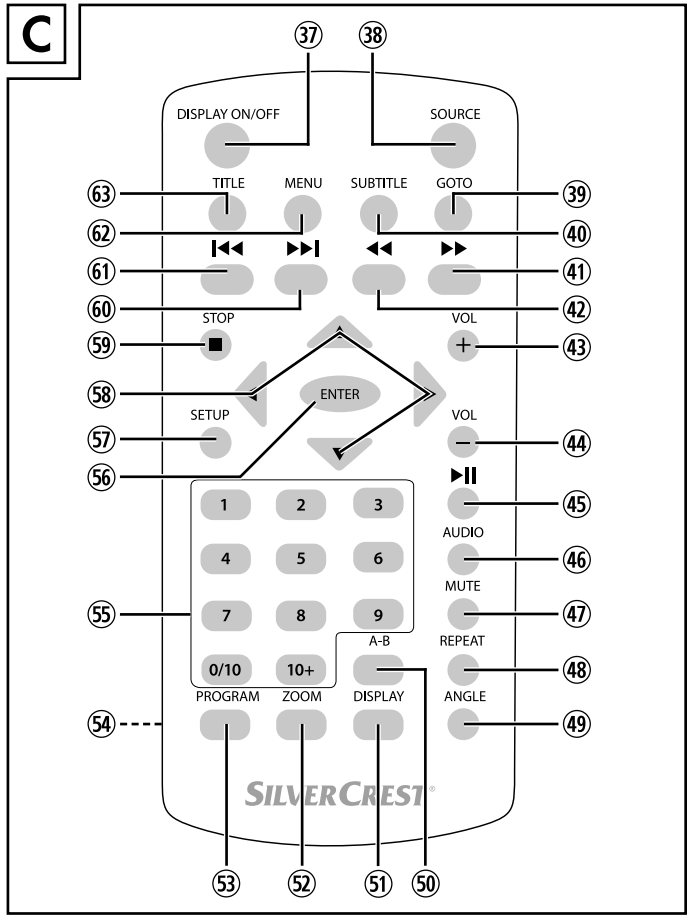 C
37 38
DISPLAY ON/OFF SOURCE
63 TITLE MENU SUBTITLE GOTO 39
62 40
61 41
60 42
STOP VOL
59 + 43
58 ENTER
SETUP VOL
57 − 44
56
1 2 3 45
AUDIO
4 5 6 46
MUTE
55 7 8 9 47
A-B REPEAT
0/10 10+ 48
PROGRAM ZOOM DISPLAY ANGLE
54 49
SILVERCREST®
53 52 51 50